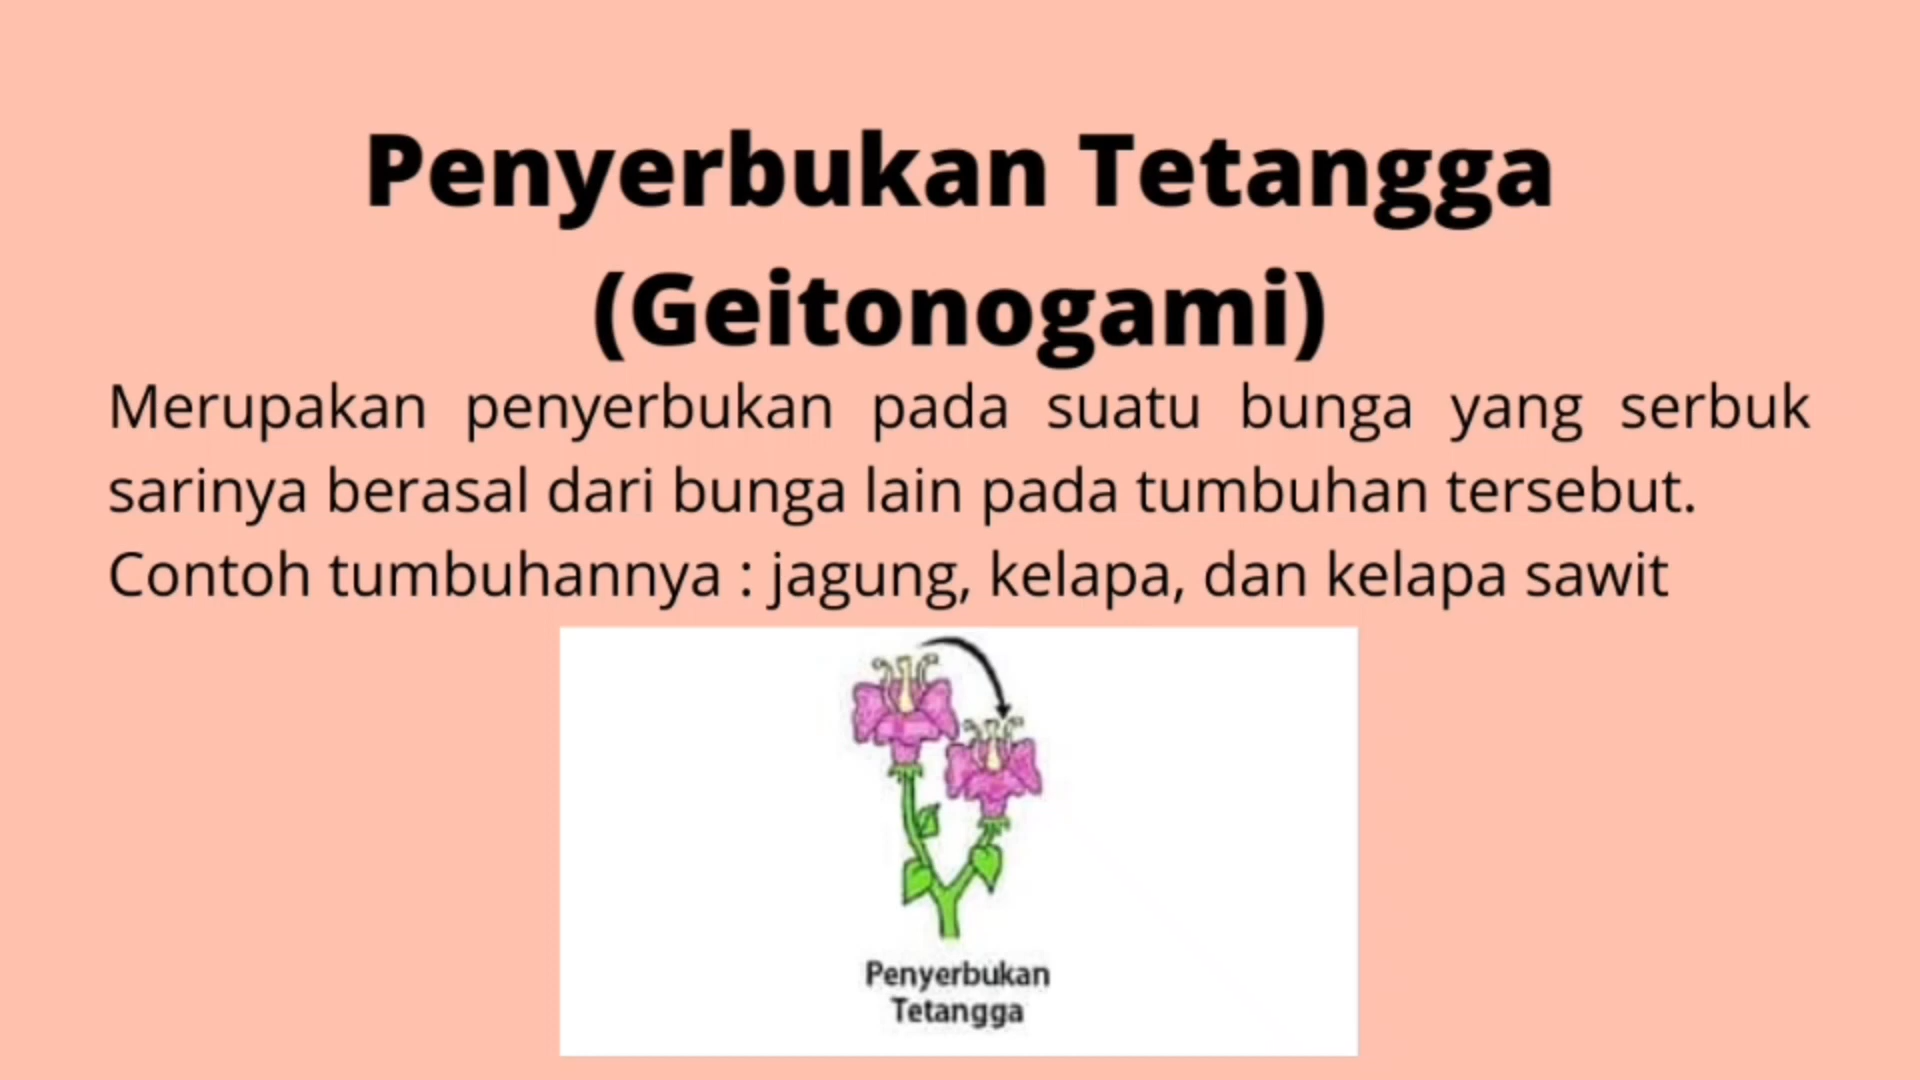 Penyerbukan Tetangga
(Geitonogami)
Merupakan penyerbukan pada suatu bunga yang serbuk
sarinya berasal dari bunga lain pada tumbuhan tersebut.
Contoh tumbuhannya : jagung, kelapa, dan kelapa sawit
Penyerbukan
Tetangga